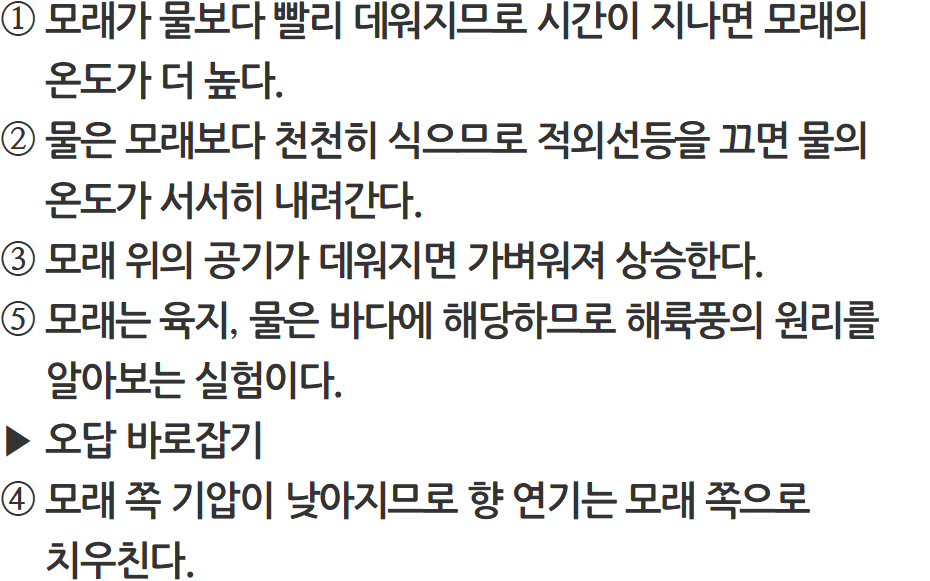 ① 모래가 물보다 빨리 데워지므로 시간이 지나면 모래의
온도가 더 높다.
② 물은 모래보다 천천히 식으므로 적외선등을 끄면 물의
온도가 서서히 내려간다.
③ 모래 위의 공기가 데워지면 가벼워져 상승한다.
⑤ 모래는 육지, 물은 바다에 해당하므로 해륙풍의 원리를
알아보는 실험이다.
▶ 오답 바로잡기
④ 모래 쪽 기압이 낮아지므로 향 연기는 모래 쪽으로
치우친다.